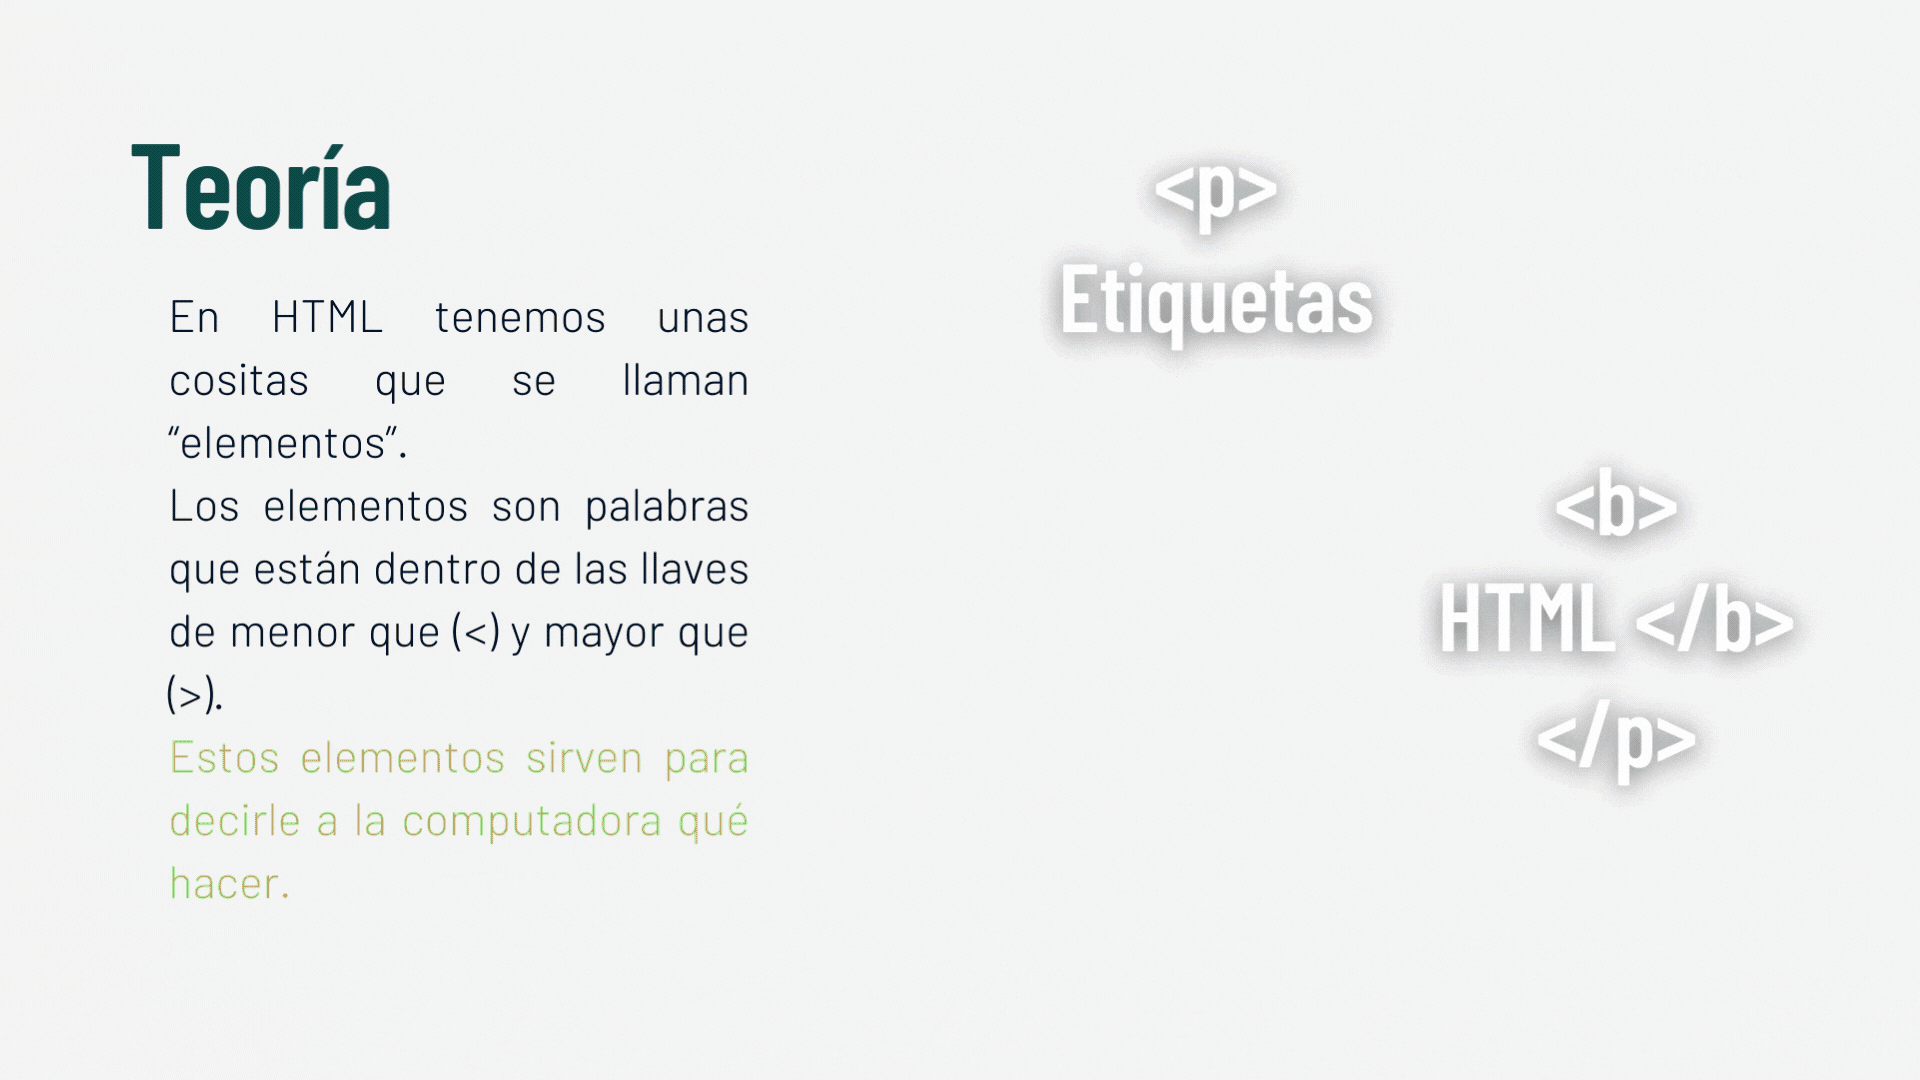 Teoría
En HTML tenemos unas
cositas que se llaman
“elementos”.
Los elementos son palabras
que están dentro de las llaves
de menor que (<) y mayor que
(>).
Estos elementos sirven para
decirle a la computadora qué
hacer.
<p>
Etiquetas
<b>
HTML </b>
</p>